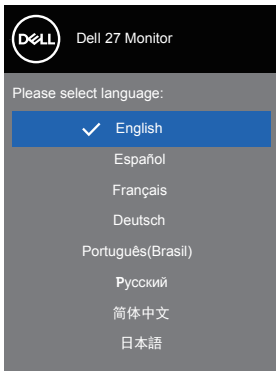 DELL
Dell 27 Monitor
Please select language:
English
Español
Français
Deutsch
Português(Brasil)
Русский
简体中文
日本語